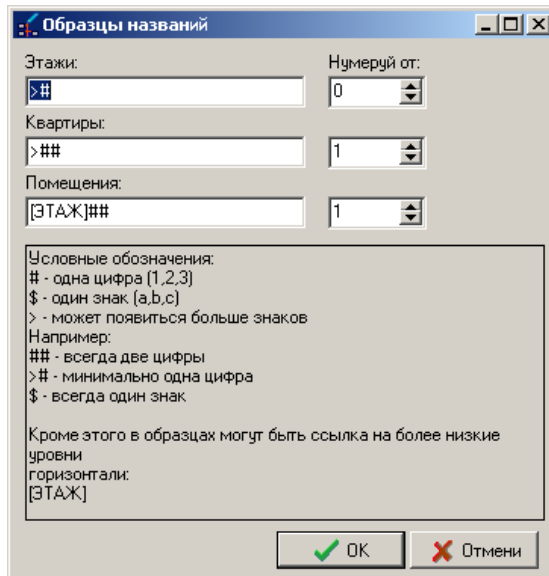 Образцы названий
Этажи:
Нумеруй от:
>#
0
Квартиры:
>##
1
Помещения:
[ЭТАЖ]##
1
Условные обозначения:
# - одна цифра (1,2,3)
$ - один знак (a,b,c)
> - может появиться больше знаков
Например:
## - всегда две цифры
># - минимально одна цифра
$ - всегда один знак
Кроме этого в образцах могут быть ссылка на более низкие
уровни
горизонтали:
[ЭТАЖ]
OK
Отмени